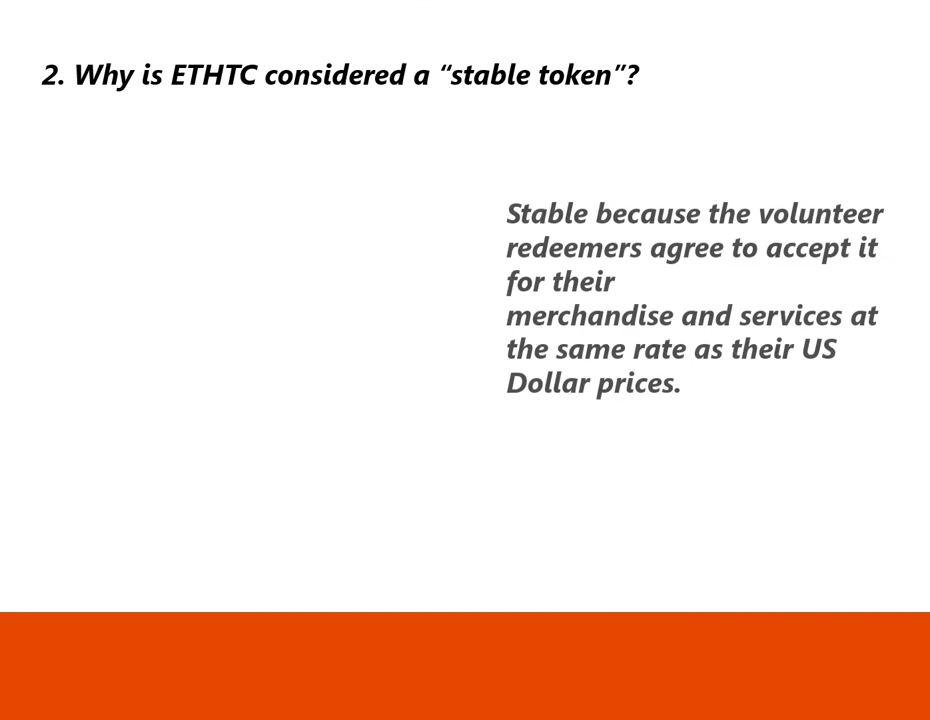 2. Why is ETHTC considered a “stable token”?
Stable because the volunteer
redeemers agree to accept it
for their
merchandise and services at
the same rate as their US
Dollar prices.